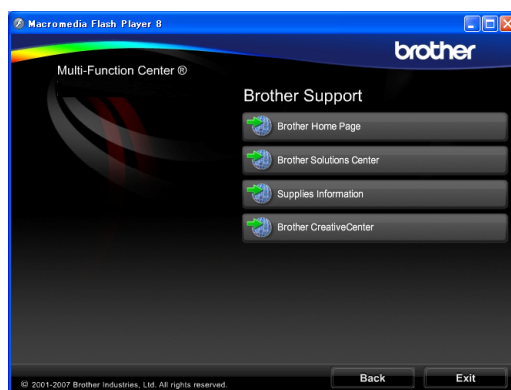 Macromedia Flash Player 8
brother
Multi-Function Center ®
Brother Support
Brother Home Page
Brother Solutions Center
Supplies Information
Brother CreativeCenter
© 2001-2007 Brother Industries, Ltd. All rights reserved.
Back
Exit